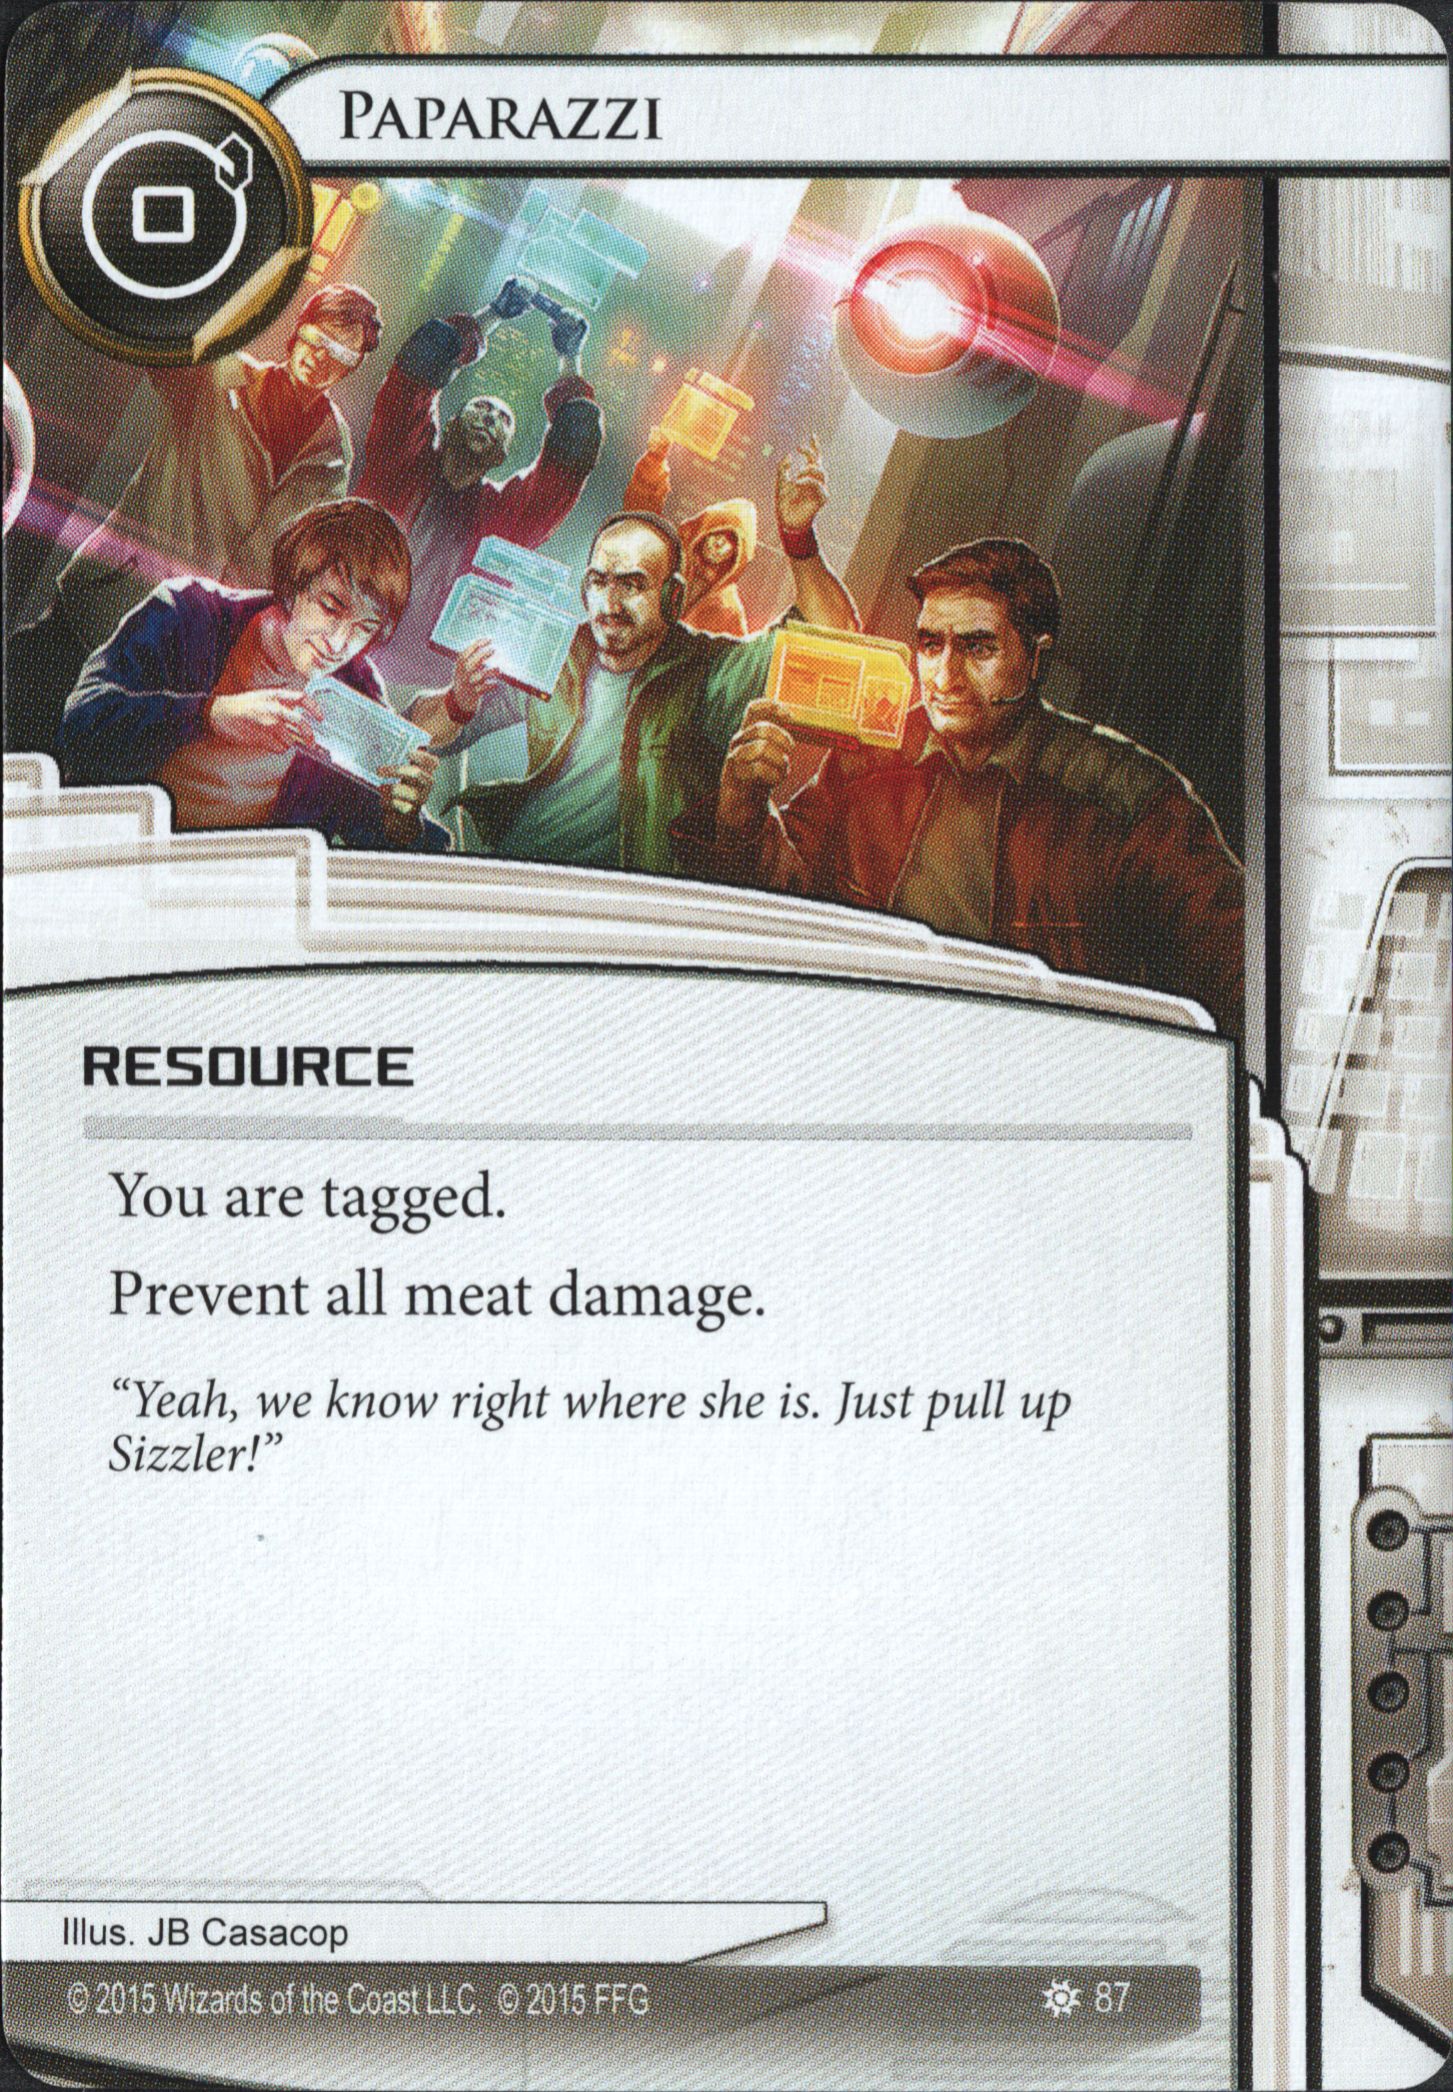 PAPARAZZI
RESOURCE
You are tagged.
Prevent all meat damage.
“Yeah, we know right where she is. Just pull up
Sizzler!”
Illus. JB Casacop
© 2015 Wizards of the Coast LLC. © 2015 FFG
87